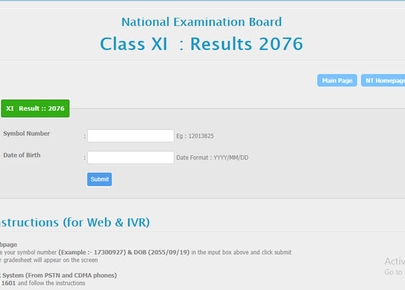 National Examination Board
Class XI : Results 2076
Plain Page
NT Homepage
XI Result :: 2076
Symbol Number : Eg : 12013825
Date of Birth : Date Format : YYYY/MM/DD
Submit
nstructions (for Web & IVR)
bpage
e your symbol number (Example :- 17300927) & DOB (2055/09/19) in the input box above and click submit
r gradesheet will appear on the screen
System (From PSTN and CDMA phones)
1601 and follow the instructions
Activ
Go to